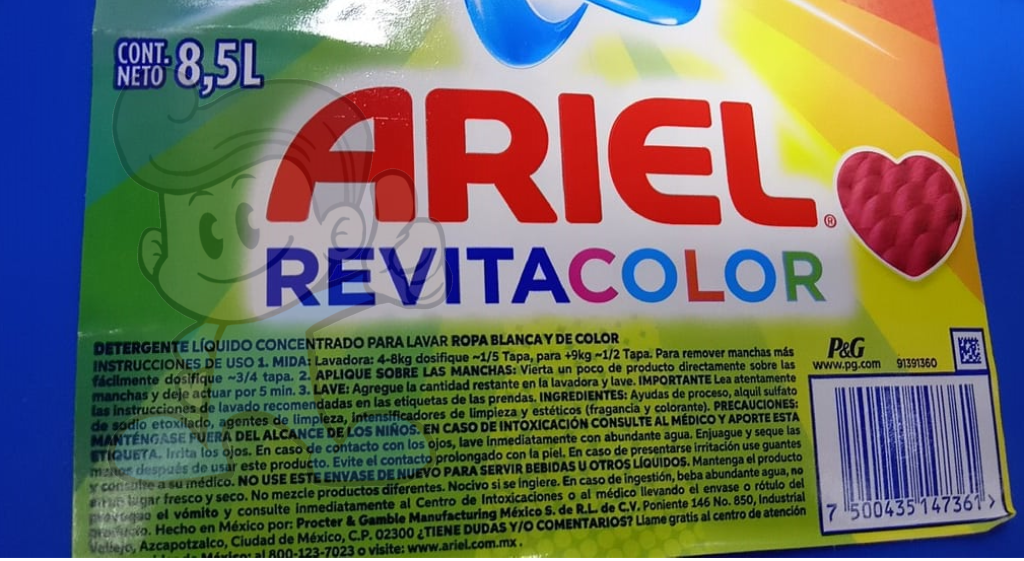 CONT. NETO 8,5L
ARIEL®
REVITACOLOR
DETERGENTE LÍQUIDO CONCENTRADO PARA LAVAR ROPA BLANCA Y DE COLOR
INSTRUCCIONES DE USO 1. MIDA: Lavadora: 4-8kg dosifique ~1/5 Tapa, para +9kg ~1/2 Tapa. Para remover manchas más
fácilmente dosifique ~3/4 tapa. 2. APLIQUE SOBRE LAS MANCHAS: Vierta un poco de producto directamente sobre las
manchas y deje actuar por 5 min. 3. LAVE: Agregue la cantidad restante en la lavadora y lave. IMPORTANTE Lea atentamente
las instrucciones de lavado recomendadas en las etiquetas de las prendas. INGREDIENTES: Ayudas de proceso, alquil sulfato
de sodio etoxilado, agentes de limpieza, intensificadores de limpieza y estéticos (fragancia y colorante). PRECAUCIONES:
MANTÉNGASE FUERA DEL ALCANCE DE LOS NIÑOS. EN CASO DE INTOXICACIÓN CONSULTE AL MÉDICO Y APORTE ESTA
ETIQUETA. Irrita los ojos. En caso de contacto con los ojos, lave inmediatamente con abundante agua. Enjuague y seque las
manos después de usar este producto. Evite el contacto prolongado con la piel. En caso de presentarse irritación use guantes
y consulte a su médico. NO USE ESTE ENVASE DE NUEVO PARA SERVIR BEBIDAS U OTROS LÍQUIDOS. Mantenga el producto
en un lugar fresco y seco. No mezcle productos diferentes. Nocivo si se ingiere. En caso de ingestión, beba abundante agua, no
provoque el vómito y consulte inmediatamente al Centro de Intoxicaciones o al médico llevando el envase o rótulo del
producto. Hecho en México por: Procter & Gamble Manufacturing México S. de R.L. de C.V. Poniente 146 No. 850, Industrial
Vallejo, Azcapotzalco, Ciudad de México, C.P. 02300 ¿TIENE DUDAS Y/O COMENTARIOS? Llame gratis al centro de atención
al 800-123-7023 o visite: www.ariel.com.mx.
P&G
www.pg.com 91391360
7 500435 147361 >